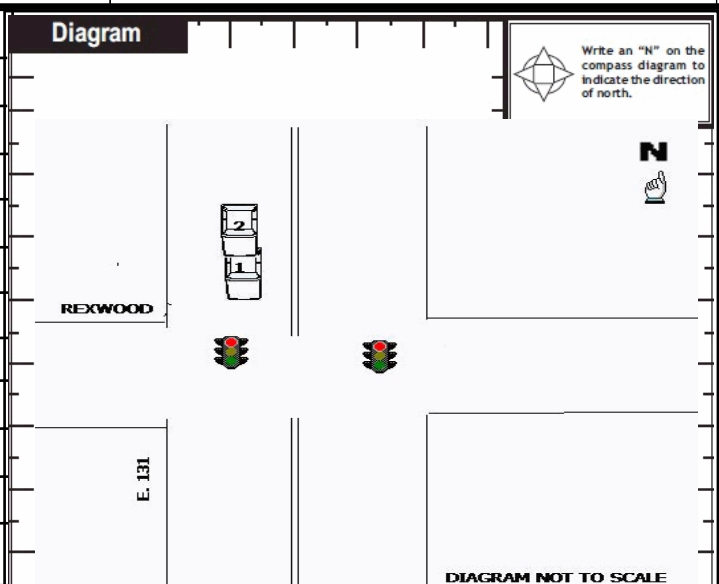 Diagram
Write an “N” on the
compass diagram to
indicate the direction
of north.
N
2
1
REXWOOD
E. 131
DIAGRAM NOT TO SCALE